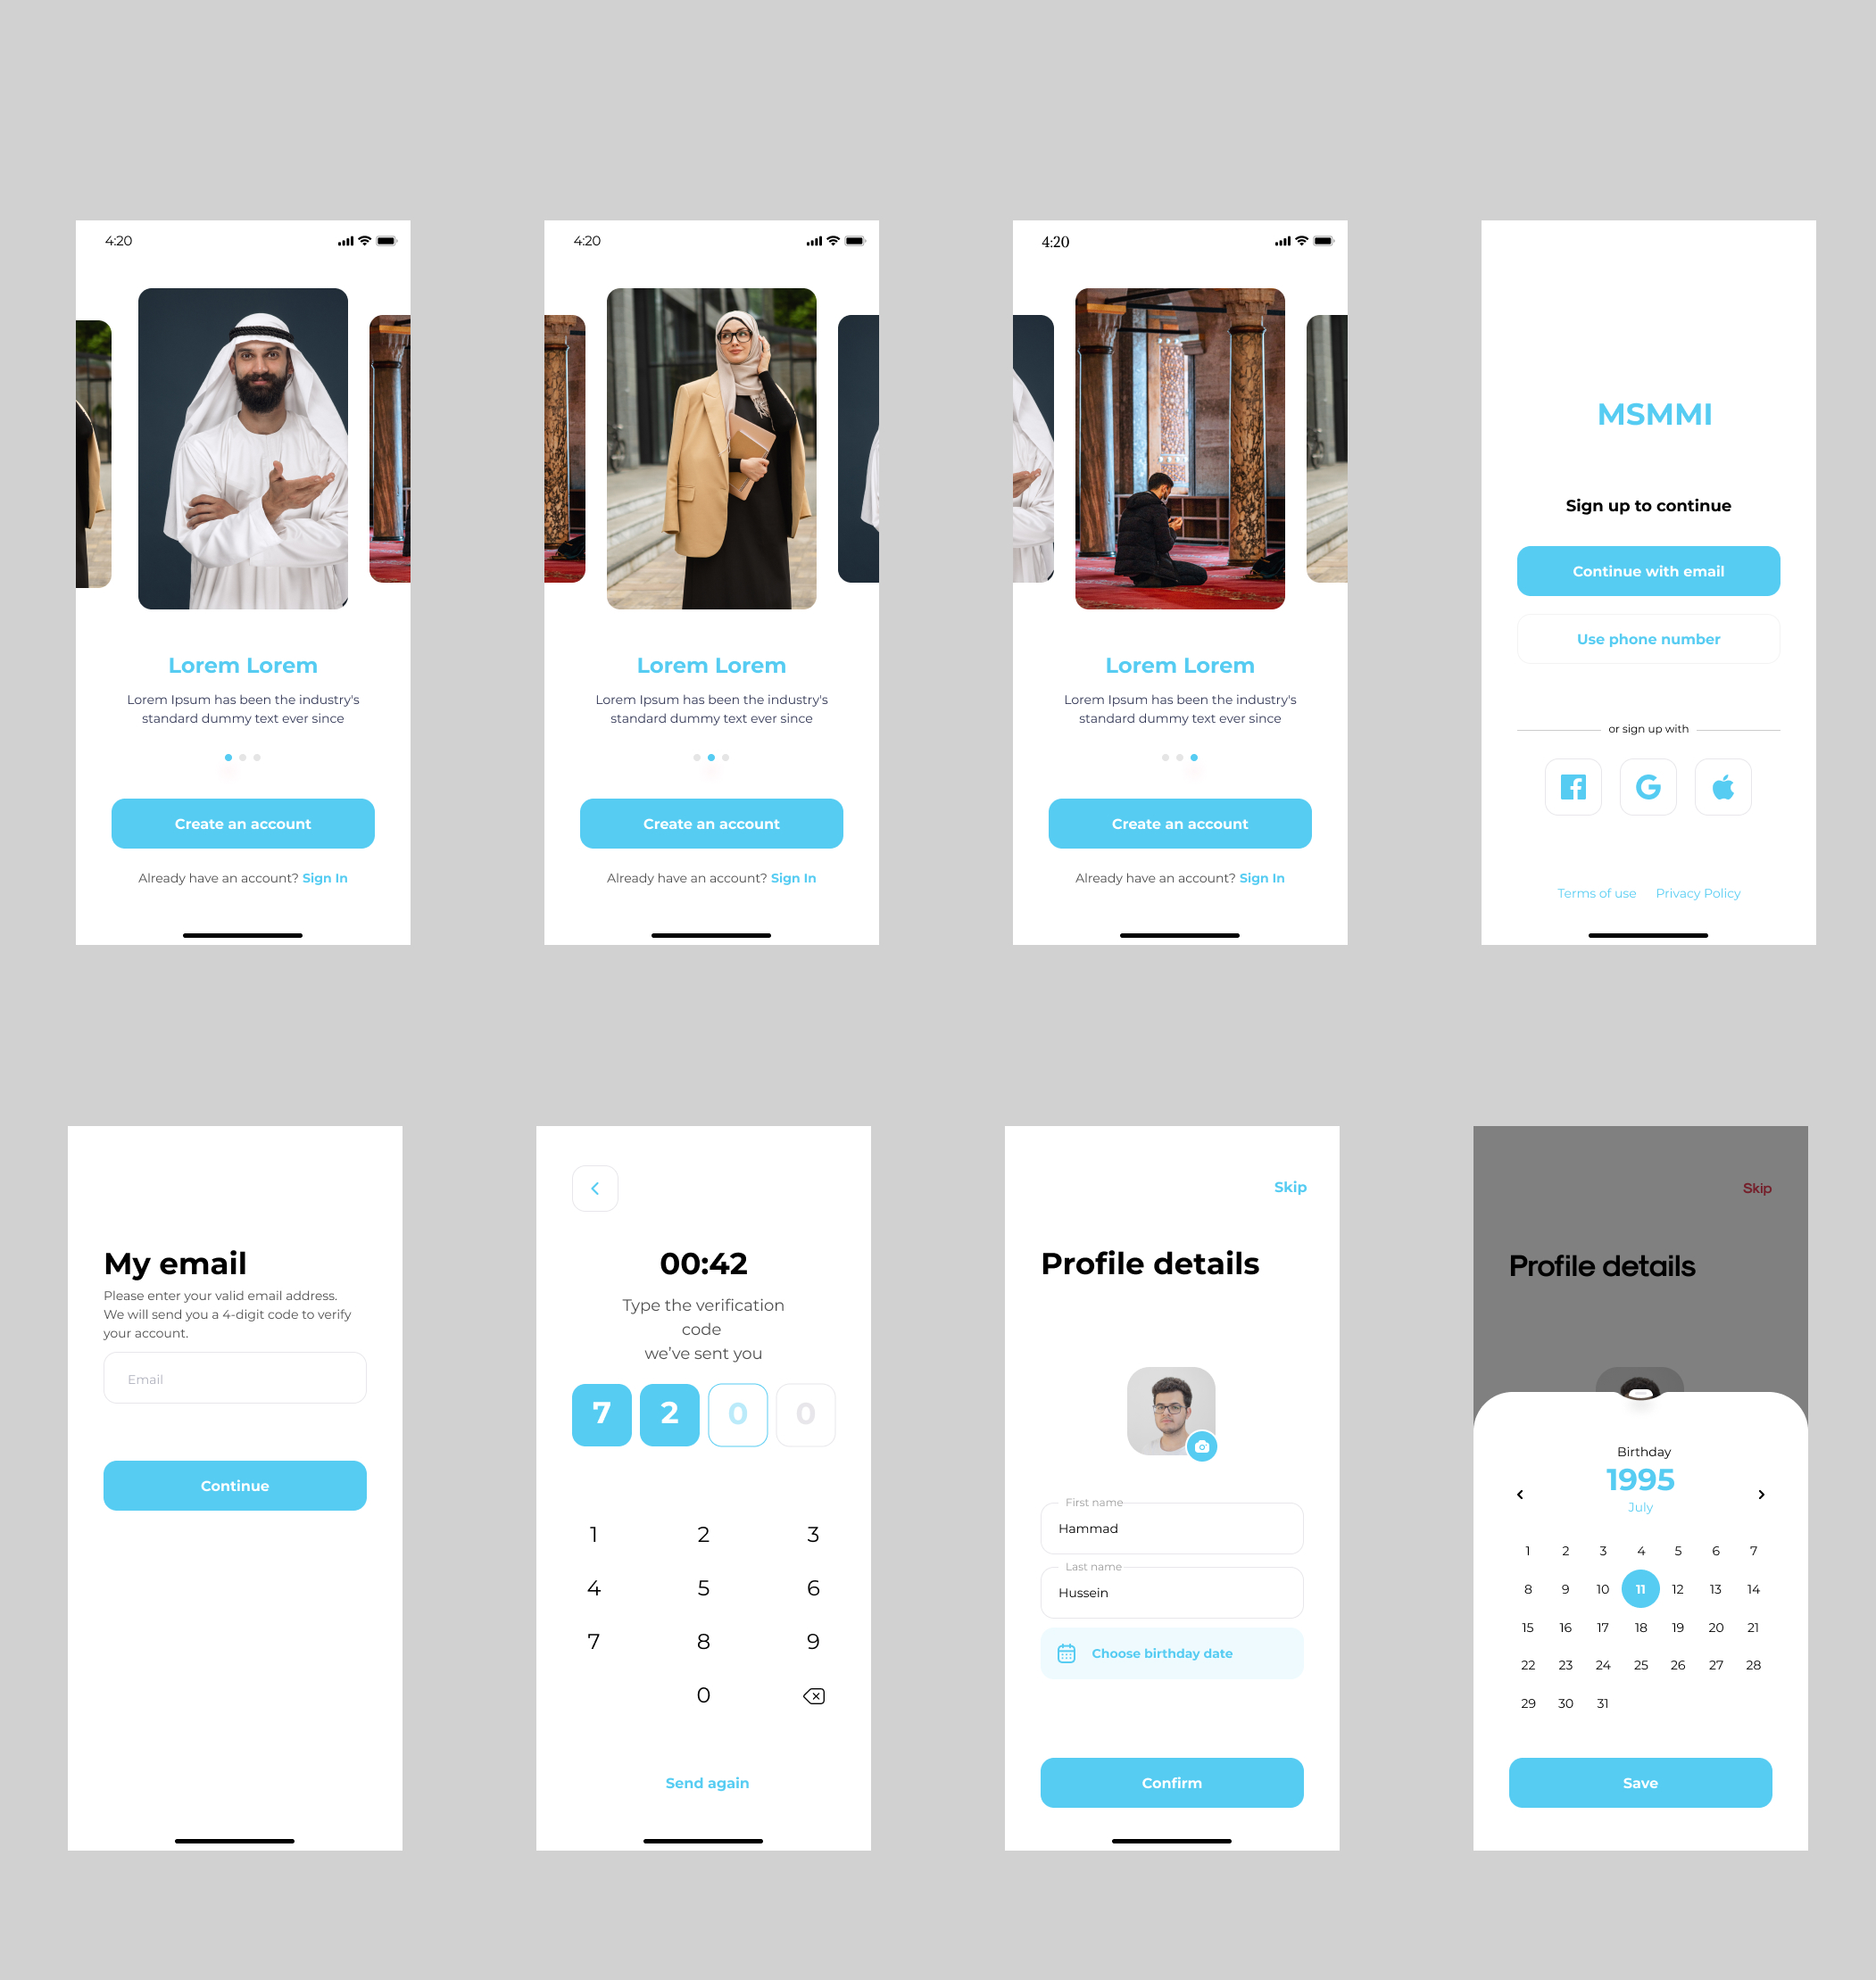 4:20
Lorem Lorem
Lorem Ipsum has been the industry's
standard dummy text ever since
Create an account
Already have an account? Sign In
4:20
Lorem Lorem
Lorem Ipsum has been the industry's
standard dummy text ever since
Create an account
Already have an account? Sign In
4:20
Lorem Lorem
Lorem Ipsum has been the industry's
standard dummy text ever since
Create an account
Already have an account? Sign In
MSMMI
Sign up to continue
Continue with email
Use phone number
or sign up with
Terms of use Privacy Policy
My email
Please enter your valid email address.
We will send you a 4-digit code to verify
your account.
Email
Continue
00:42
Type the verification
code
we’ve sent you
7 2 0 0
1 2 3
4 5 6
7 8 9
0
Send again
Skip
Profile details
First name
Hammad
Last name
Hussein
Choose birthday date
Confirm
Skip
Profile details
Birthday
1995
July
1 2 3 4 5 6 7
8 9 10 11 12 13 14
15 16 17 18 19 20 21
22 23 24 25 26 27 28
29 30 31
Save